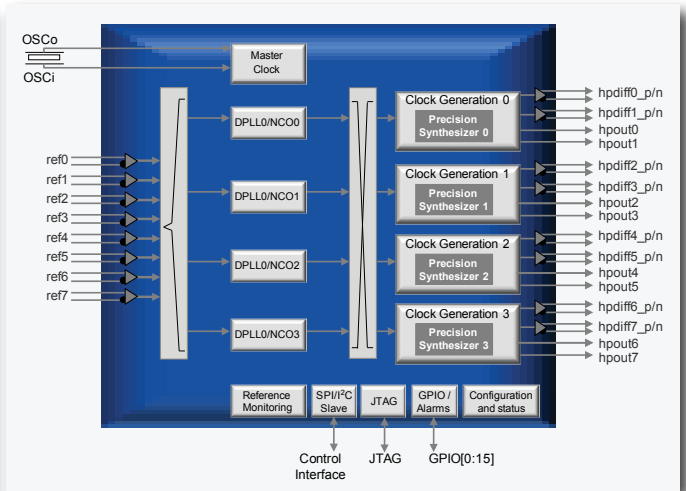 OSCo
OSCi
Master
Clock
ref0
ref1
ref2
ref3
ref4
ref5
ref6
ref7
DPLL0/NCO0
DPLL0/NCO1
DPLL0/NCO2
DPLL0/NCO3
Clock Generation 0
Precision
Synthesizer 0
Clock Generation 1
Precision
Synthesizer 1
Clock Generation 2
Precision
Synthesizer 2
Clock Generation 3
Precision
Synthesizer 3
hpdiff0_p/n
hpdiff1_p/n
hpout0
hpout1
hpdiff2_p/n
hpdiff3_p/n
hpout2
hpout3
hpdiff4_p/n
hpdiff5_p/n
hpout4
hpout5
hpdiff6_p/n
hpdiff7_p/n
hpout6
hpout7
Reference
Monitoring
SPI/I²C
Slave
JTAG
GPIO /
Alarms
Configuration
and status
Control
Interface
JTAG
GPIO[0:15]